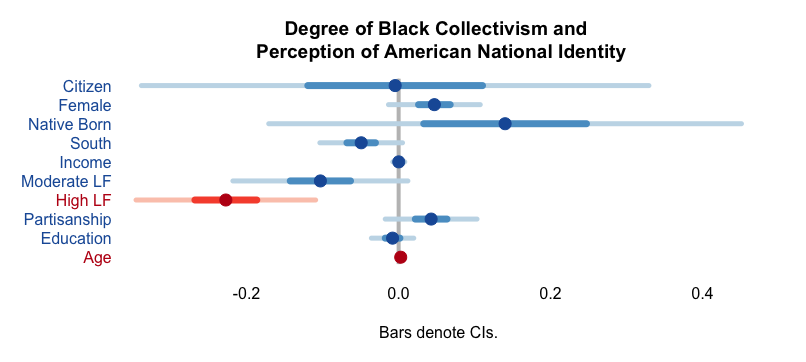 Degree of Black Collectivism and
Perception of American National Identity
Citizen
Female
Native Born
South
Income
Moderate LF
High LF
Partisanship
Education
Age
-0.2 0.0 0.2 0.4
Bars denote CIs.